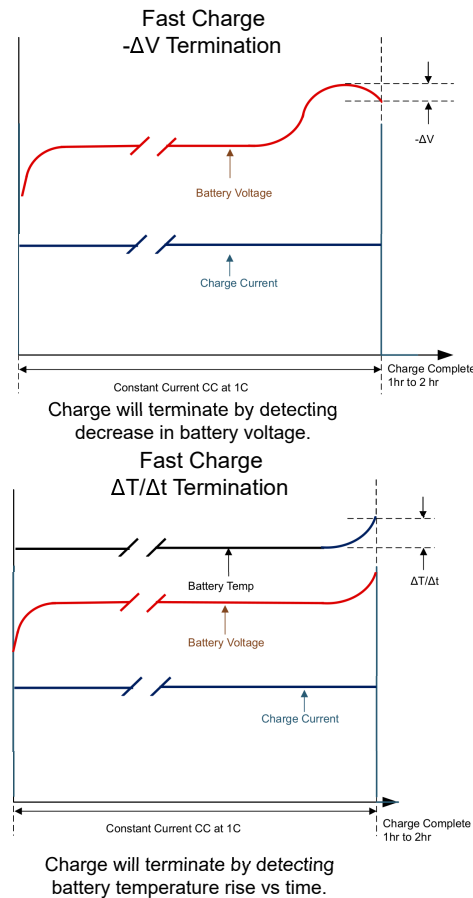 Fast Charge
-ΔV Termination
-ΔV
Battery Voltage
Charge Current
Charge Complete
1hr to 2 hr
Constant Current CC at 1C
Charge will terminate by detecting
decrease in battery voltage.
Fast Charge
ΔT/Δt Termination
Battery Temp
ΔT/Δt
Battery Voltage
Charge Current
Charge Complete
1hr to 2hr
Constant Current CC at 1C
Charge will terminate by detecting
battery temperature rise vs time.